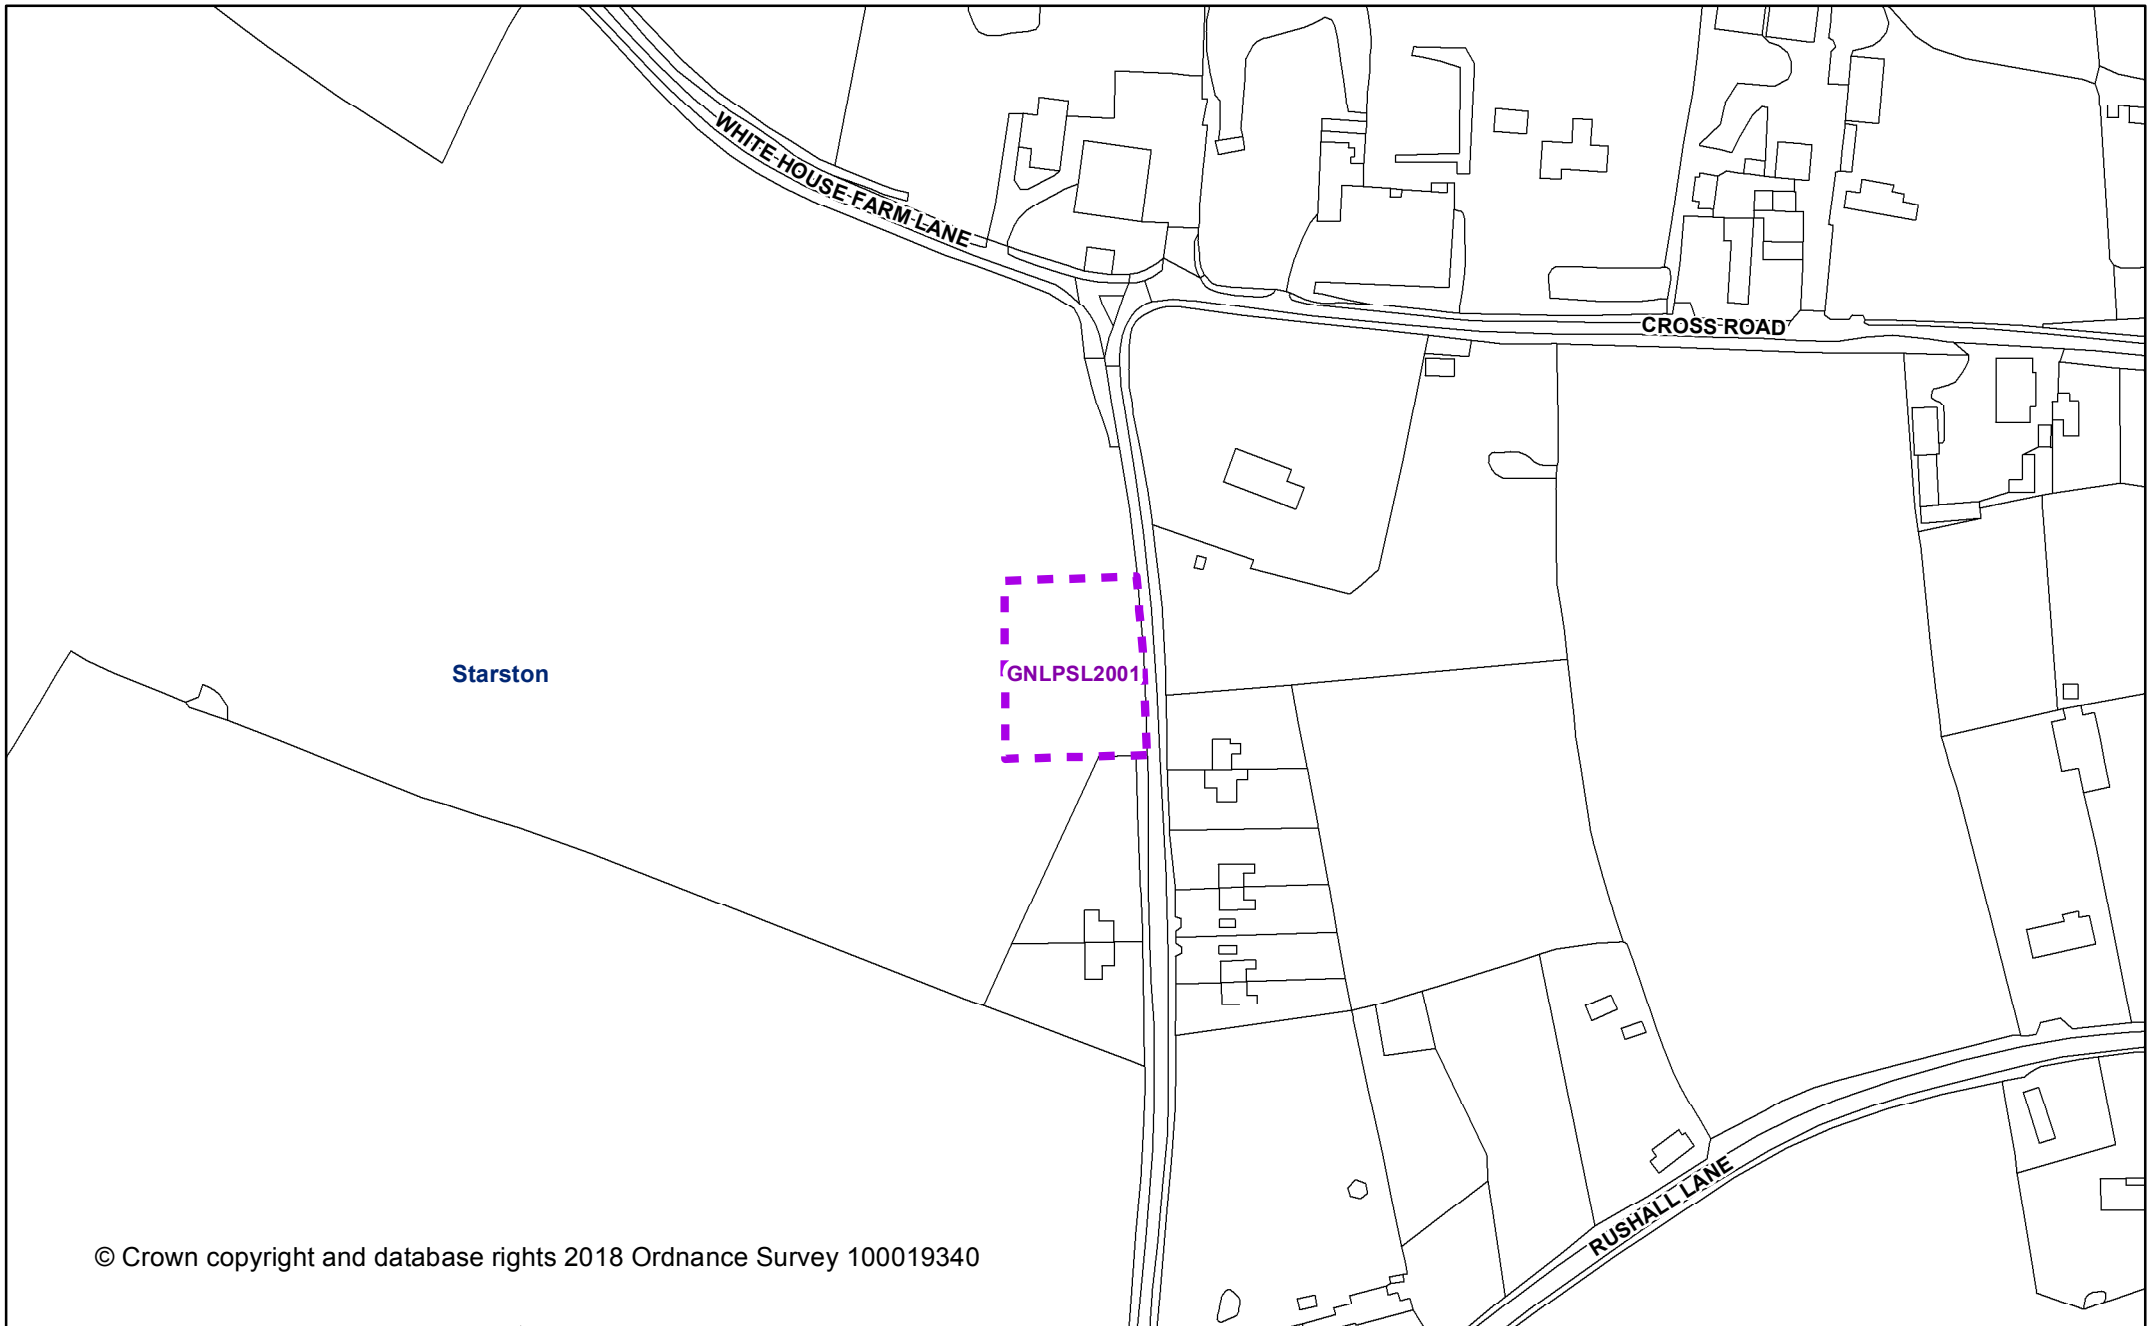 WHITE HOUSE FARM LANE
CROSS ROAD
Starston
GNLPSL2001
RUSHALL LANE
© Crown copyright and database rights 2018 Ordnance Survey 100019340